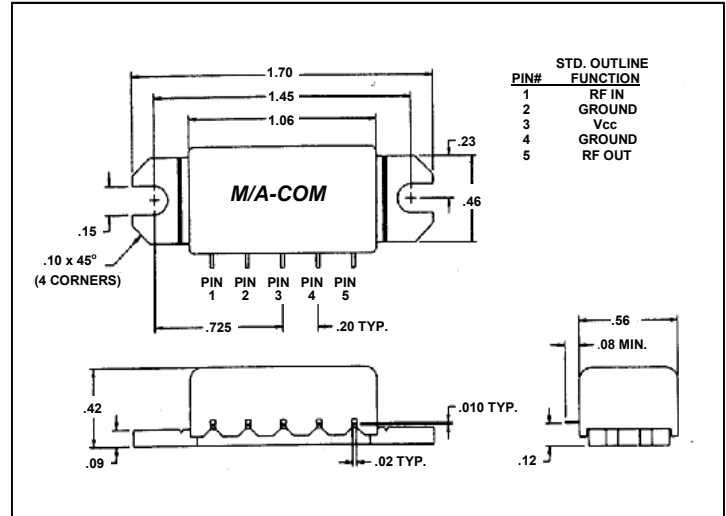 1.70
1.45
1.06
STD. OUTLINE
PIN# FUNCTION
1 RF IN
2 GROUND
3 Vcc
4 GROUND
5 RF OUT
.23
.46
M/A-COM
.15
.10 x 45°
(4 CORNERS)
PIN PIN PIN PIN PIN
1 2 3 4 5
.725
.20 TYP.
.56
.08 MIN.
.42
.010 TYP.
.09
.02 TYP.
.12